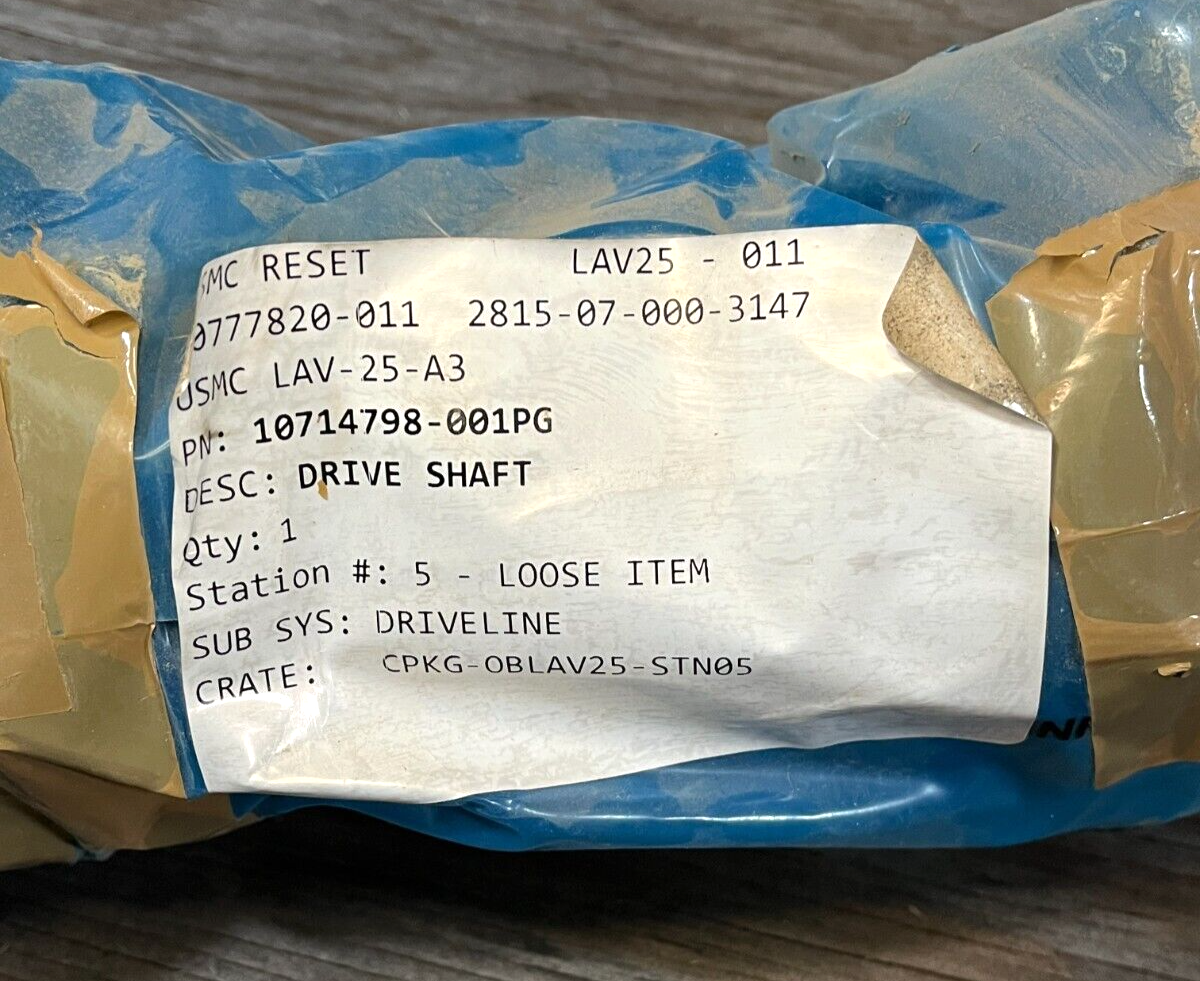 SMC RESET LAV25 - 011
0777820-011 2815-07-000-3147
USMC LAV-25-A3
PN: 10714798-001PG
DESC: DRIVE SHAFT
Qty: 1
Station #: 5 - LOOSE ITEM
SUB SYS: DRIVELINE
CRATE: CPKG-OBLAV25-STN05